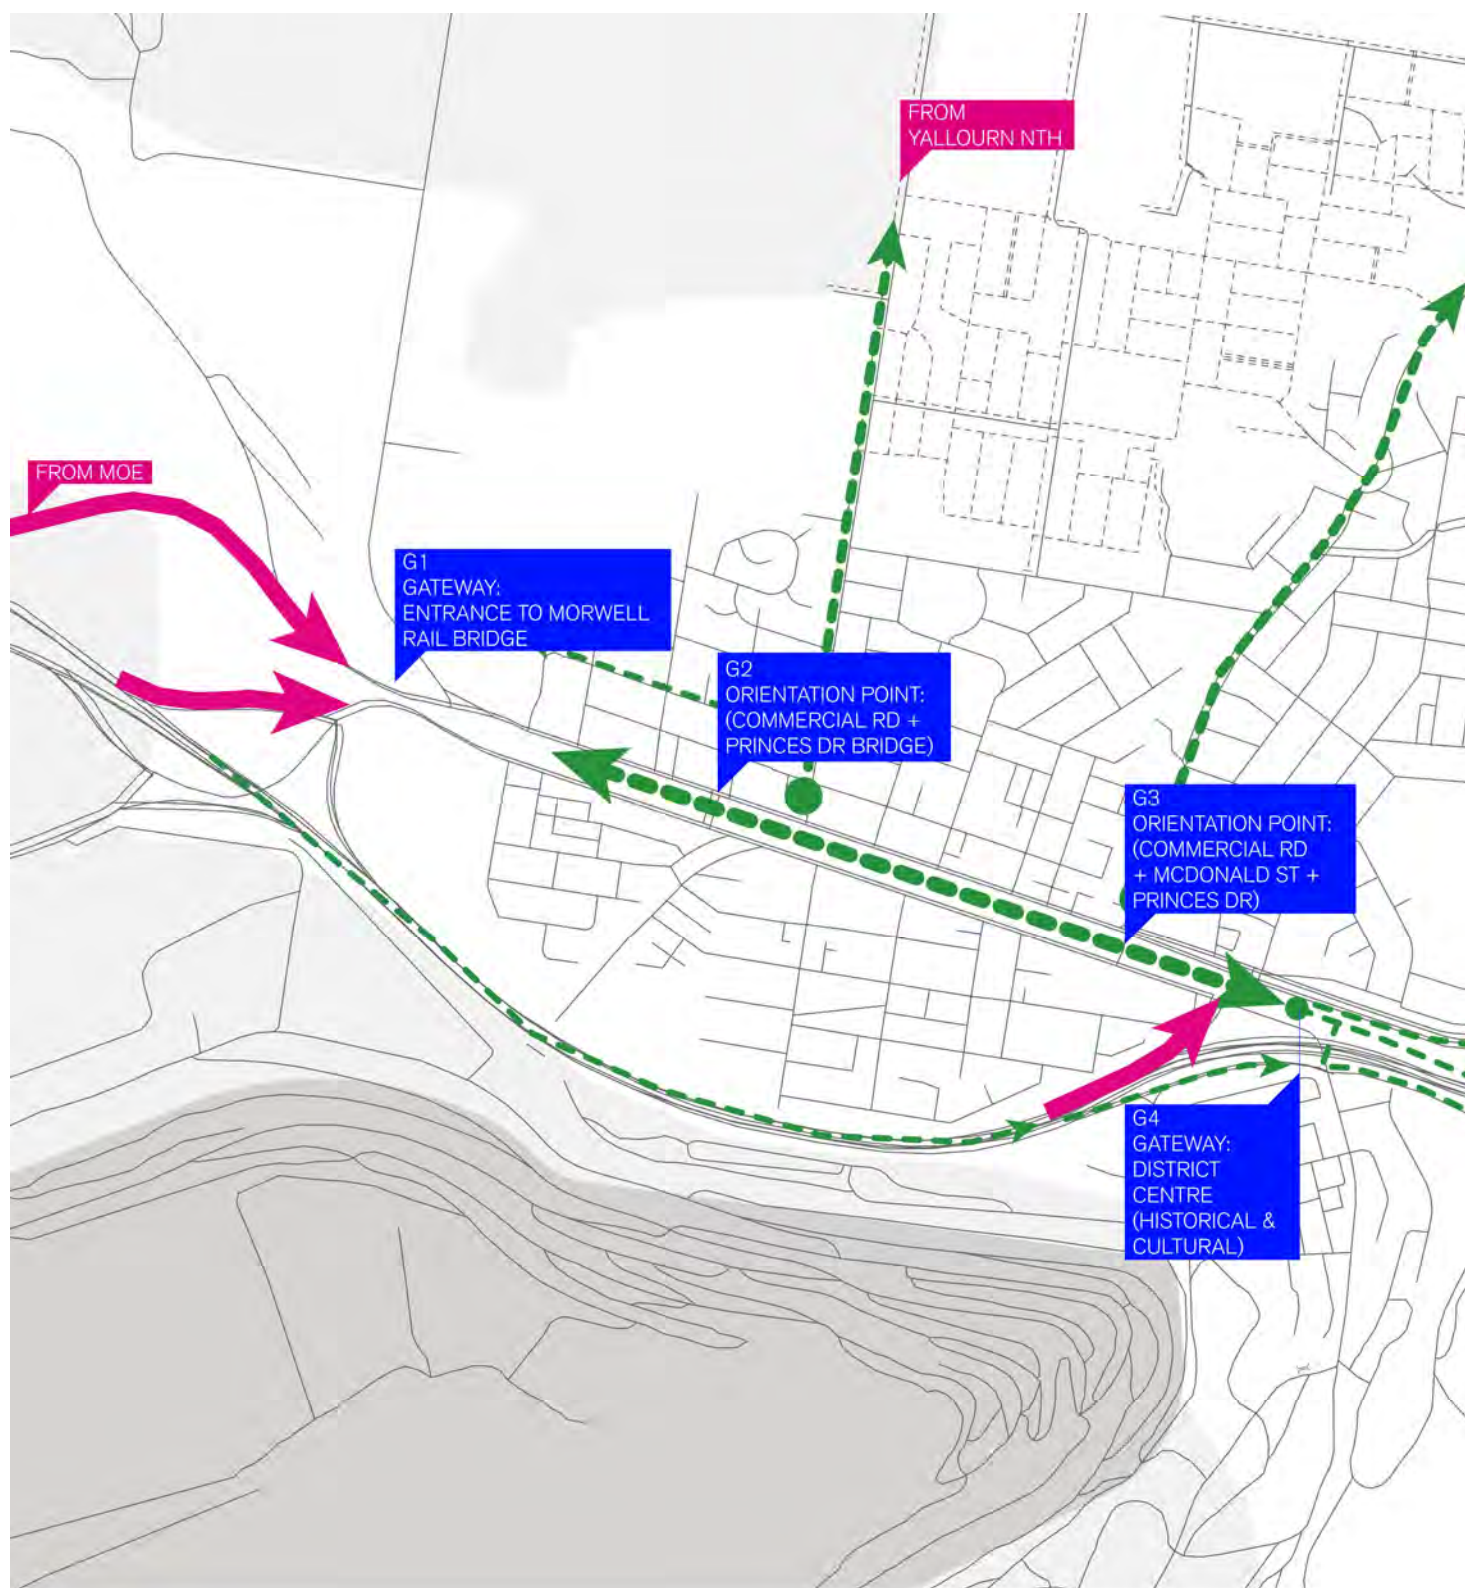 FROM
YALLOURN NTH
FROM MOE
G1
GATEWAY:
ENTRANCE TO MORWELL
RAIL BRIDGE
G2
ORIENTATION POINT:
(COMMERCIAL RD +
PRINCES DR BRIDGE)
G3
ORIENTATION POINT:
(COMMERCIAL RD
+ MCDONALD ST +
PRINCES DR)
G4
GATEWAY:
DISTRICT
CENTRE
(HISTORICAL &
CULTURAL)